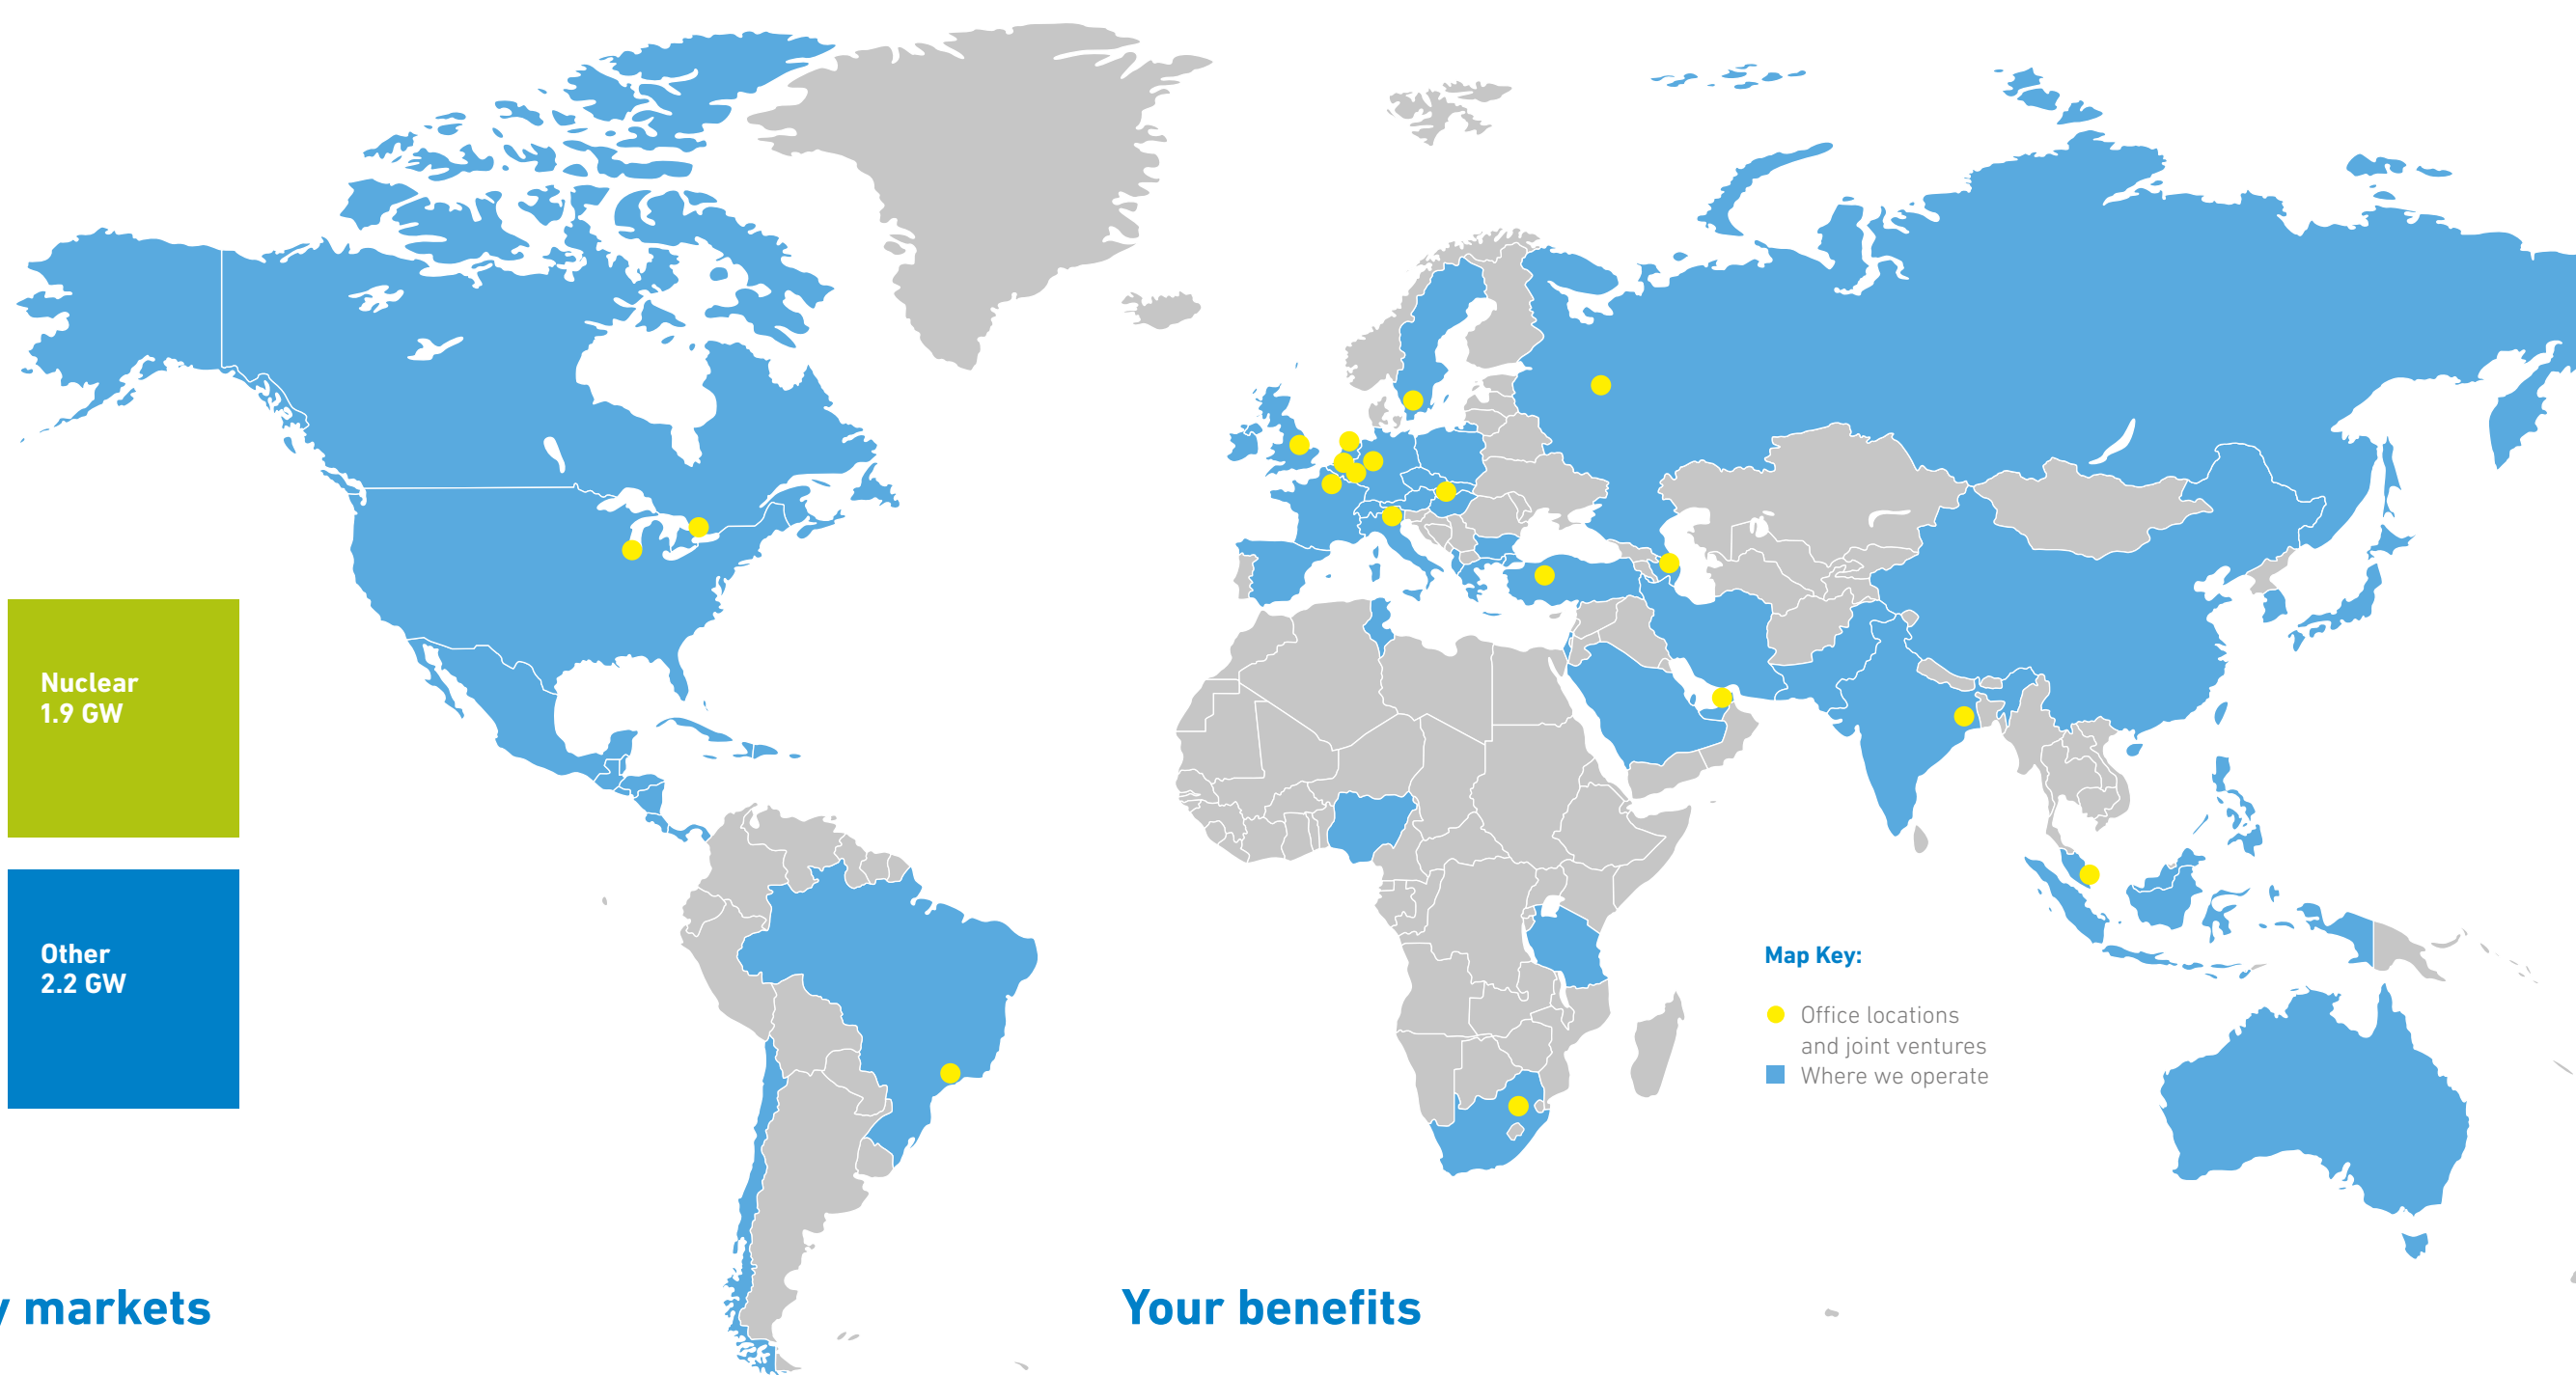 Nuclear
1.9 GW
Other
2.2 GW
Map Key:
Office locations
and joint ventures
Where we operate
markets
Your benefits